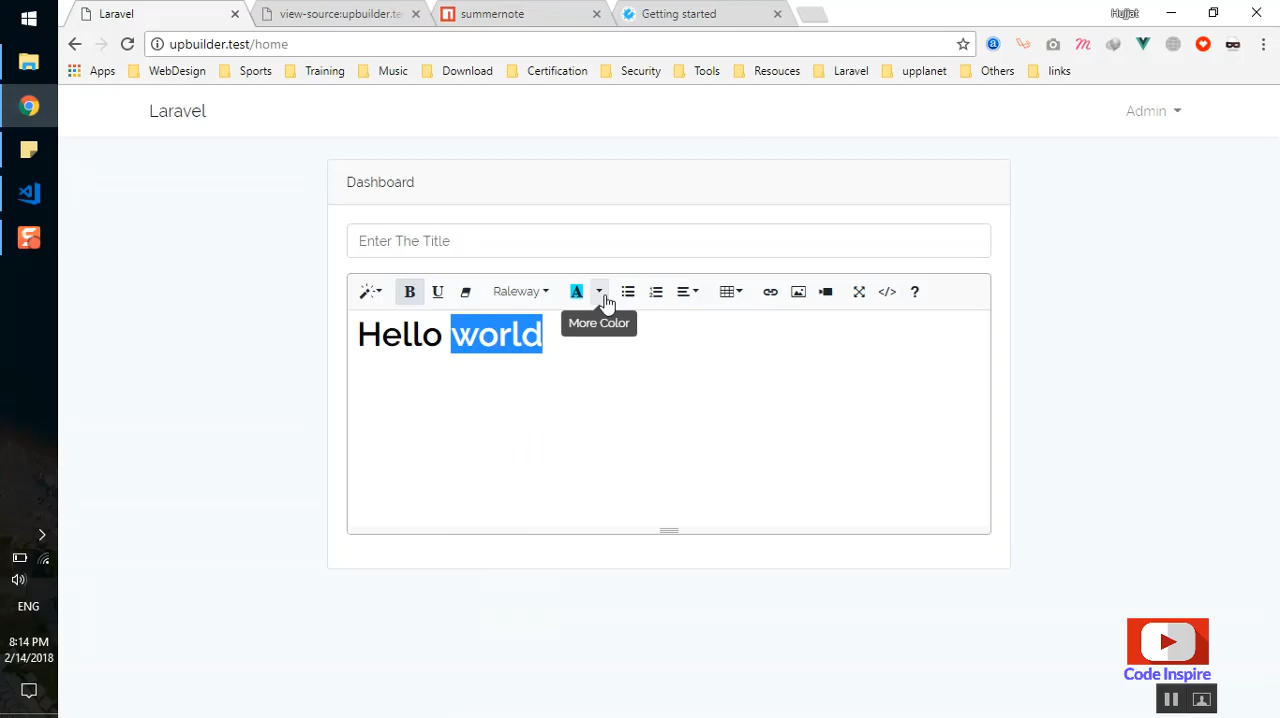 Laravel
view-source:upbuilder.te
summernote
Getting started
Hujjat
upbuilder.test/home
Apps
WebDesign
Sports
Training
Music
Download
Certification
Security
Resouces
Laravel
upplanet
Others
links
Laravel
Admin
Dashboard
Enter The Title
B U Raleway A </> ?
More Color
Hello world
ENG
8:14 PM
2/14/2018
Code Inspire